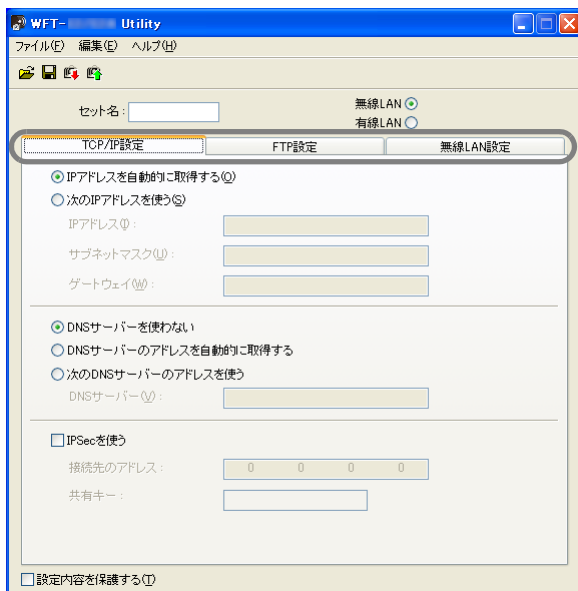 WFT- Utility
ファイル(F) 編集(E) ヘルプ(H)
セット名:
無線LAN
有線LAN
TCP/IP設定 FTP設定 無線LAN設定
IPアドレスを自動的に取得する(O)
次のIPアドレスを使う(S)
IPアドレス(I):
サブネットマスク(U):
ゲートウェイ(W):
DNSサーバーを使わない
DNSサーバーのアドレスを自動的に取得する
次のDNSサーバーのアドレスを使う
DNSサーバー(V):
IPSecを使う
接続先のアドレス: 0 0 0 0
共有キー:
設定内容を保護する(T)